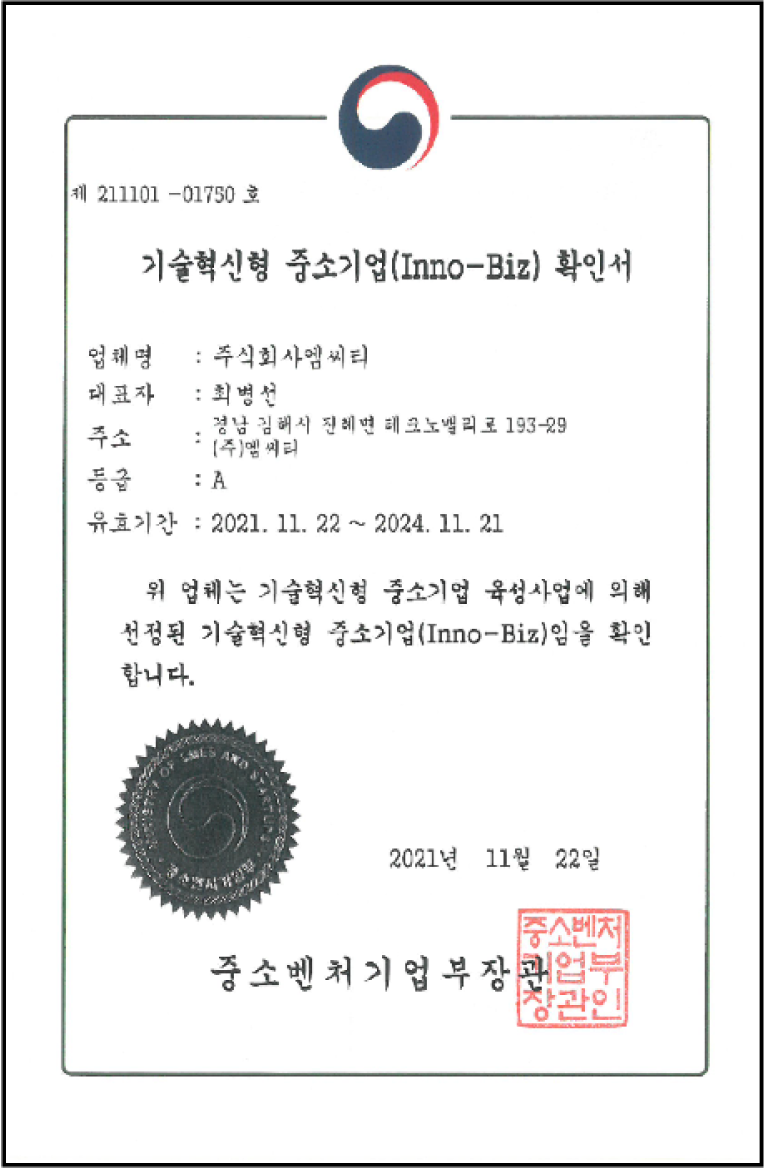 제 211101 -01750 호
기술혁신형 중소기업(Inno-Biz) 확인서
업체명 : 주식회사엠씨티
대표자 : 최병선
주소 : 경남 김해시 진례면 테크노밸리로 193-29
(주)엠씨티
등급 : A
유효기간 : 2021. 11. 22 ~ 2024. 11. 21
위 업체는 기술혁신형 중소기업 육성사업에 의해
선정된 기술혁신형 중소기업(Inno-Biz)임을 확인
합니다.
MINISTRY OF SMES AND STARTUPS
2021년 11월 22일
중소벤처기업부장관
중소벤처
기업부
장관인